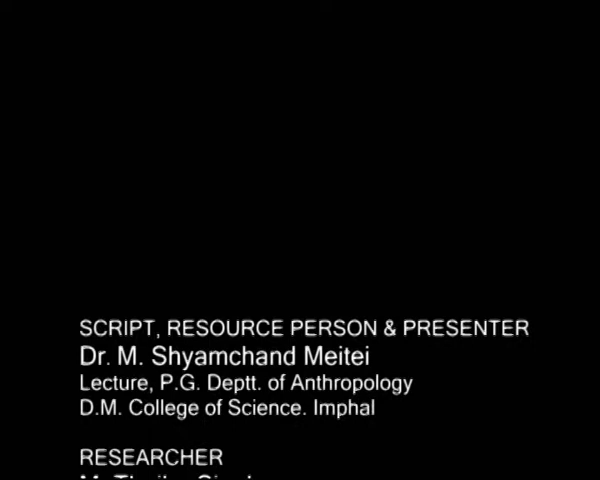 SCRIPT, RESOURCE PERSON & PRESENTER
Dr. M. Shyamchand Meitei
Lecture, P.G. Deptt. of Anthropology
D.M. College of Science. Imphal
RESEARCHER